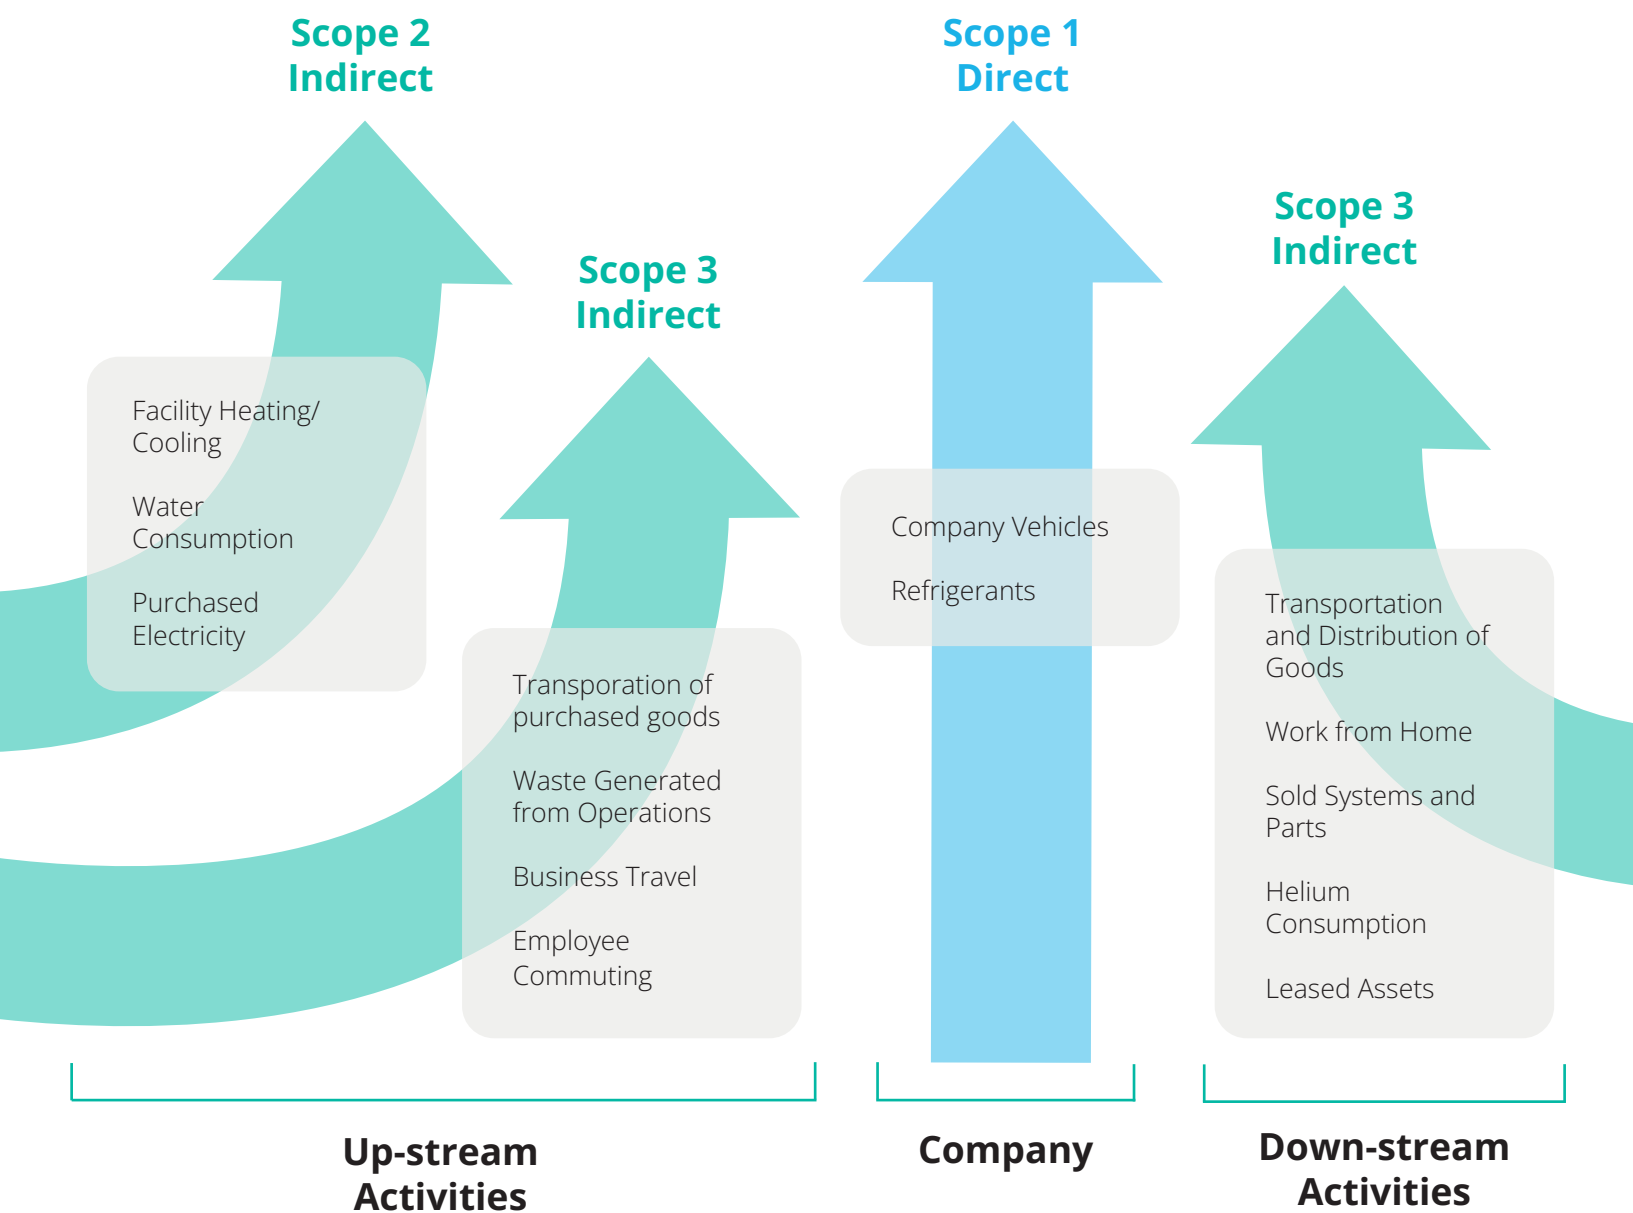 Scope 2
Indirect
Facility Heating/
Cooling
Water
Consumption
Purchased
Electricity
Scope 3
Indirect
Transporation of
purchased goods
Waste Generated
from Operations
Business Travel
Employee
Commuting
Scope 1
Direct
Company Vehicles
Refrigerants
Scope 3
Indirect
Transportation
and Distribution of
Goods
Work from Home
Sold Systems and
Parts
Helium
Consumption
Leased Assets
Up-stream
Activities
Company
Down-stream
Activities